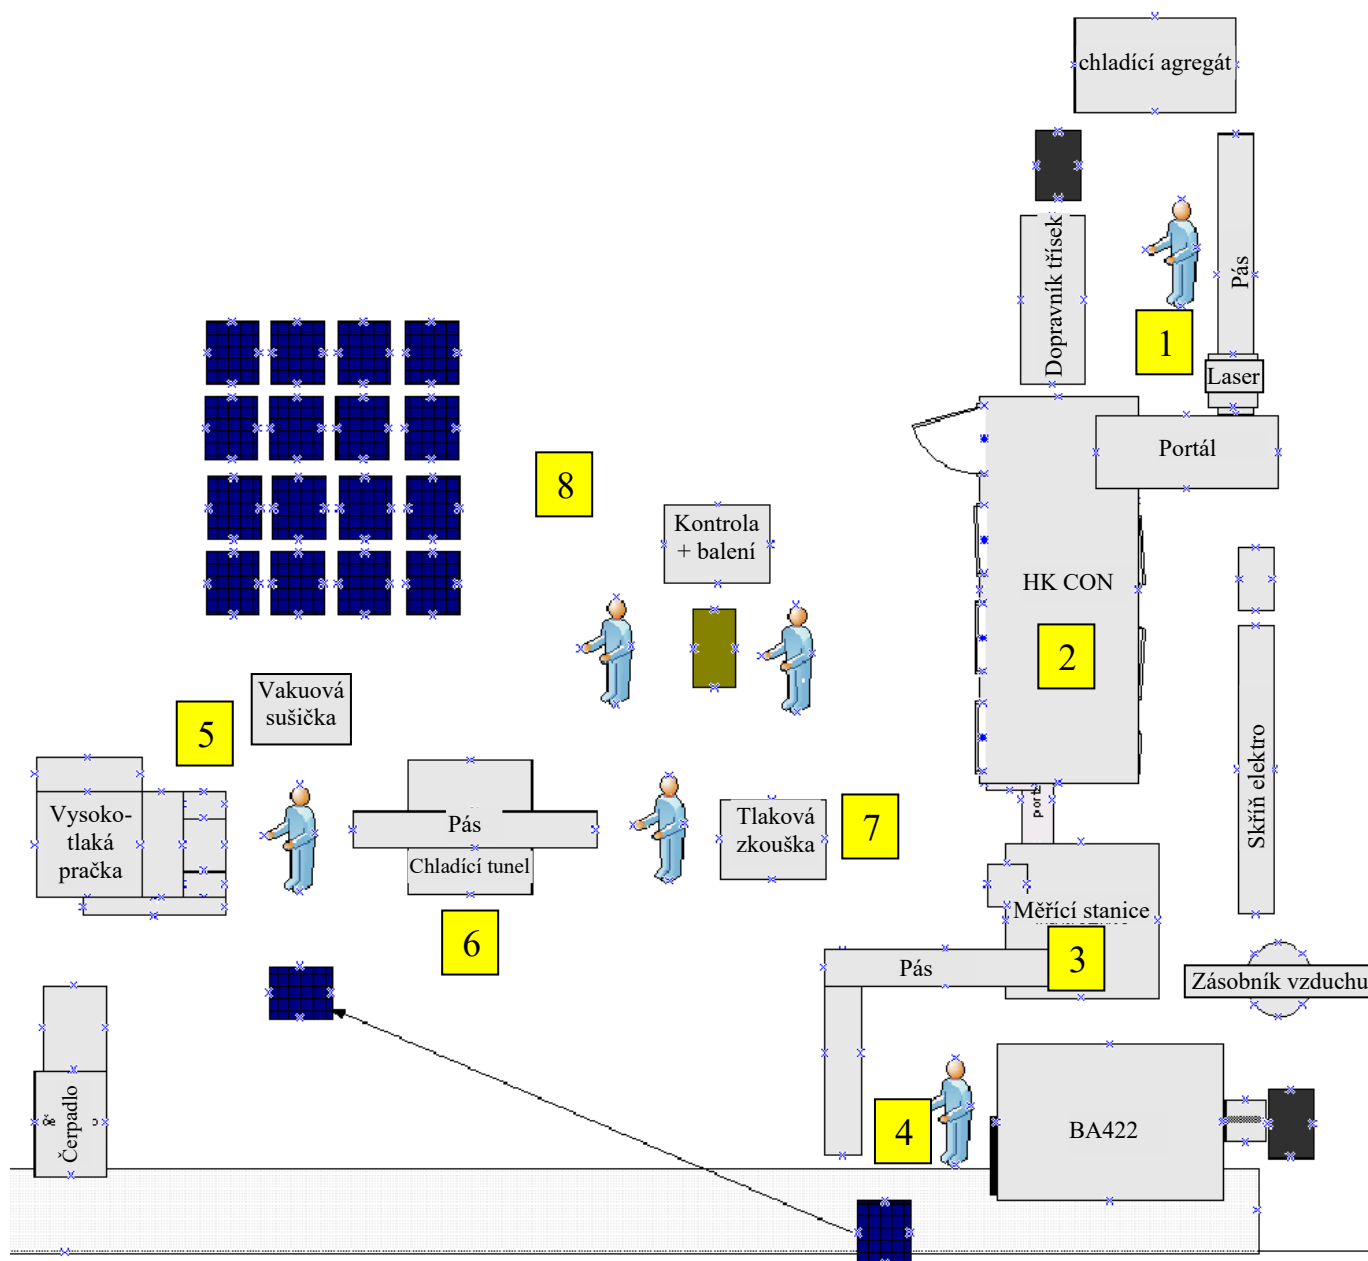 chladící agregát
Dopravník třísek
Pás
1
Laser
Portál
8
Kontrola
+ balení
HK CON
2
Vakuová
sušička
5
Vysoko-
tlaká
pračka
Pás
Chladící tunel
6
Tlaková
zkouška
7
Skříň elektro
Měřící stanice
3
Pás
Zásobník vzduchu
Čerpadlo
4
BA422